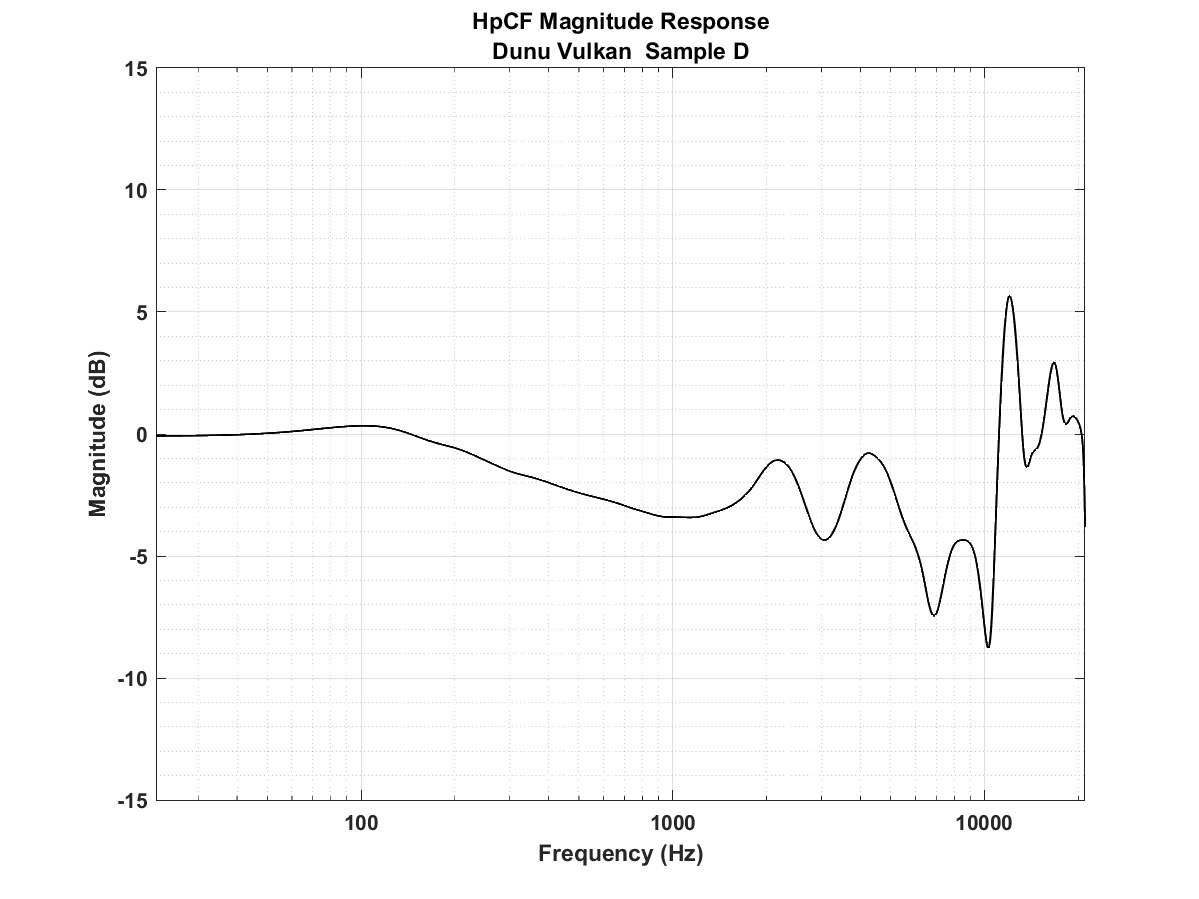 HpCF Magnitude Response
Dunu Vulkan  Sample D
15
10
5
0
-5
-10
-15
Magnitude (dB)
100
1000
10000
Frequency (Hz)